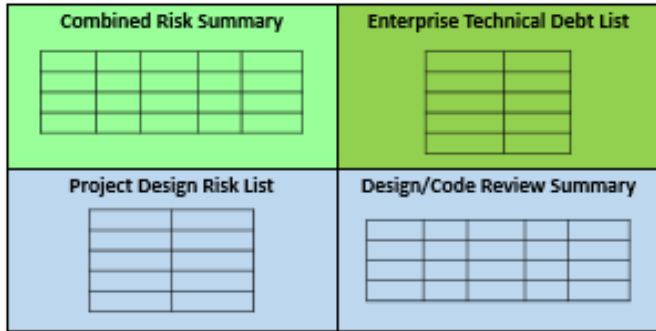 Combined Risk Summary
Enterprise Technical Debt List
Project Design Risk List
Design/Code Review Summary